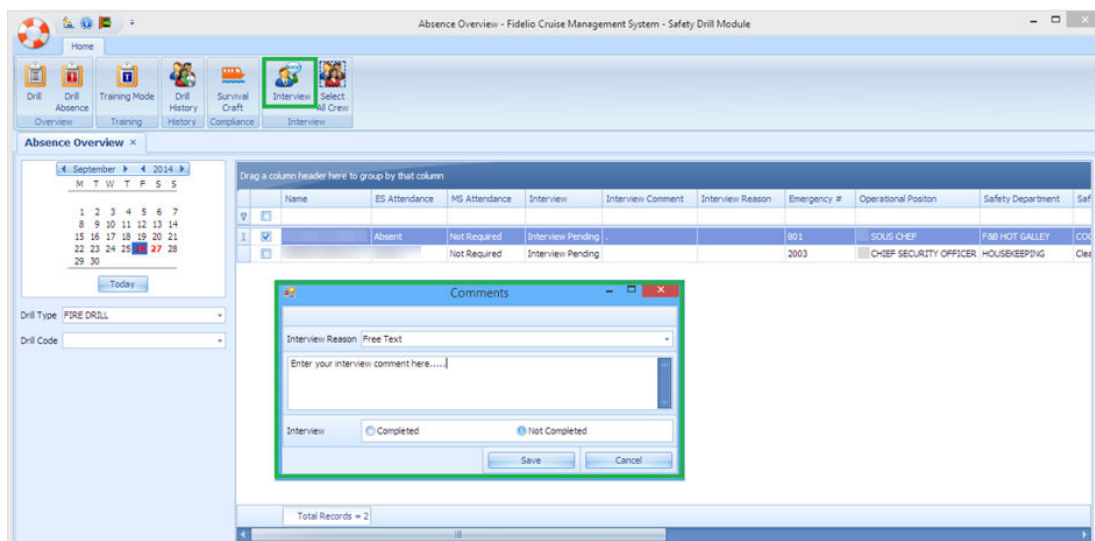 Absence Overview - Fidelio Cruise Management System - Safety Drill Module
Home
Drill
Drill Absence
Training Mode
Drill History
Survival Craft
Interview
Select All Crew
Overview
Training
History
Compliance
Interview
Absence Overview ×
September 2014
M T W T F S S
1 2 3 4 5 6 7
8 9 10 11 12 13 14
15 16 17 18 19 20 21
22 23 24 25 26 27 28
29 30
Today
Drill Type FIRE DRILL
Drill Code
Drag a column header here to group by that column
Name ES Attendance MS Attendance Interview Interview Comment Interview Reason Emergency # Operational Positon Safety Department Saf
Absent Not Required Interview Pending . 801 SOUS CHEF F&B HOT GALLEY COO
Not Required Interview Pending 2003 CHIEF SECURITY OFFICER HOUSEKEEPING Clea
Comments
Interview Reason Free Text
Enter your interview comment here.....
Interview Completed Not Completed
Save Cancel
Total Records = 2